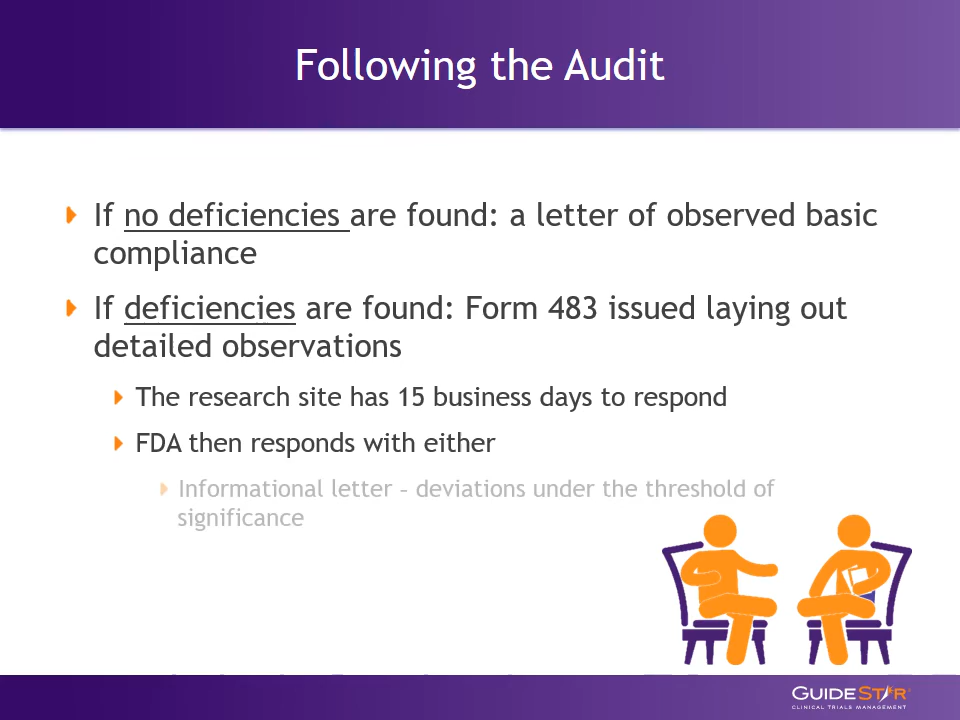 Following the Audit
If no deficiencies are found: a letter of observed basic
compliance
If deficiencies are found: Form 483 issued laying out
detailed observations
The research site has 15 business days to respond
FDA then responds with either
Informational letter – deviations under the threshold of
significance
GUIDESTAR®
CLINICAL TRIALS MANAGEMENT